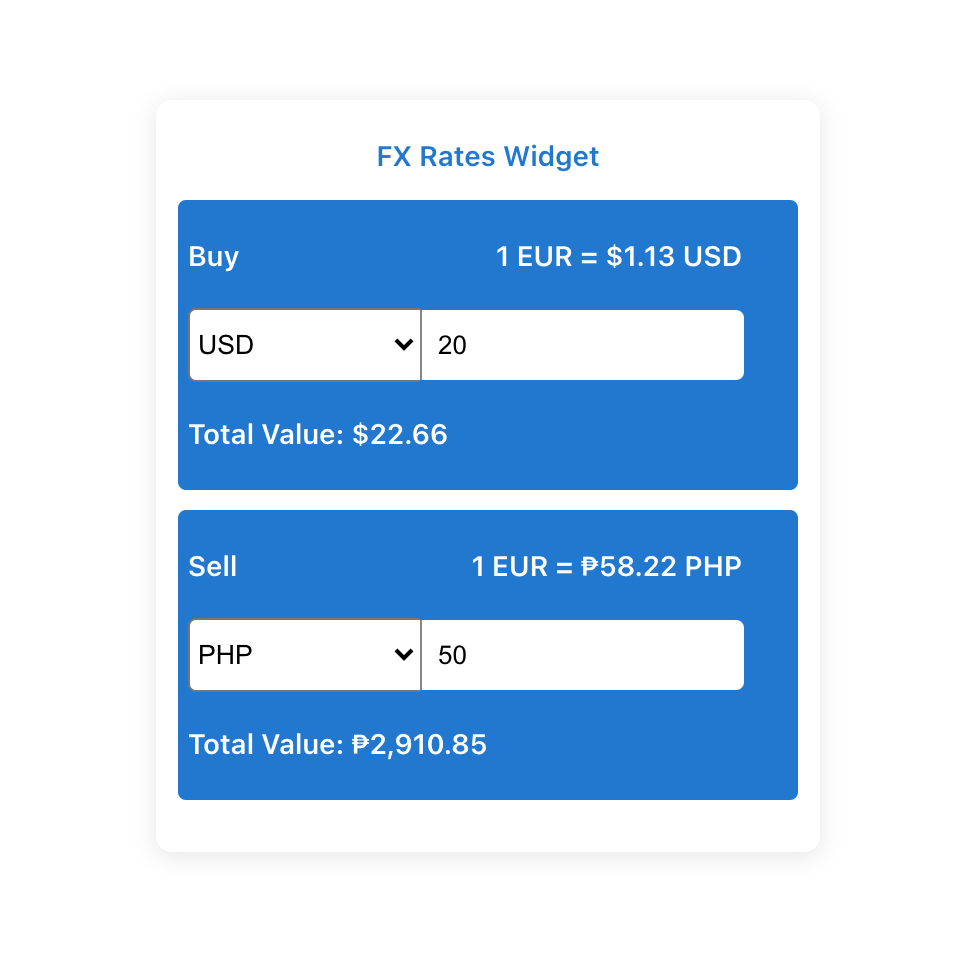 FX Rates Widget
Buy 1 EUR = $1.13 USD
USD 20
Total Value: $22.66
Sell 1 EUR = ₱58.22 PHP
PHP 50
Total Value: ₱2,910.85